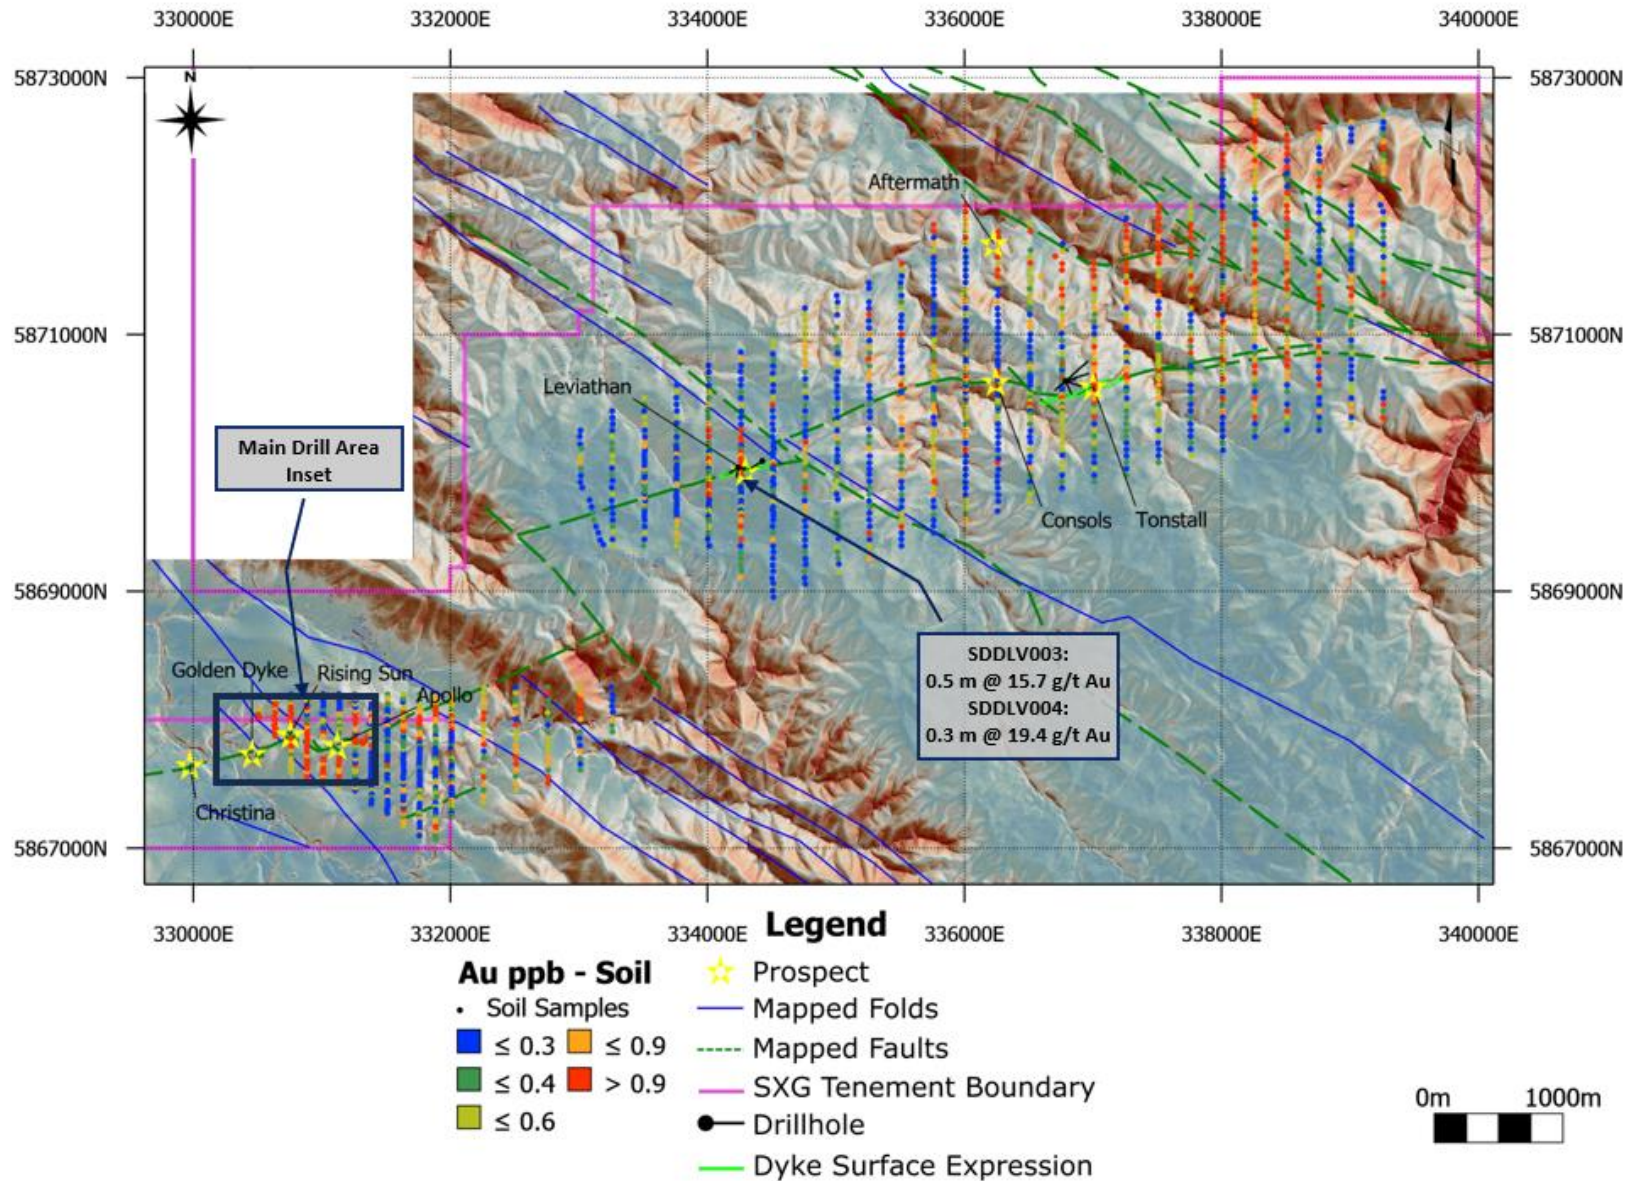 330000E 332000E 334000E 336000E 338000E 340000E
5873000N 5873000N
N
Aftermath
5871000N 5871000N
Leviathan
Main Drill Area
Inset
Consols Tonstall
5869000N 5869000N
SDDLV003:
0.5 m @ 15.7 g/t Au
SDDLV004:
0.3 m @ 19.4 g/t Au
Golden Dyke Rising Sun
Apollo
Christina
5867000N 5867000N
330000E 332000E 334000E 336000E 338000E 340000E
Legend
Au ppb - Soil
Soil Samples
≤ 0.3 ≤ 0.9
≤ 0.4 > 0.9
≤ 0.6
Prospect
Mapped Folds
Mapped Faults
SXG Tenement Boundary
Drillhole
Dyke Surface Expression
0m 1000m